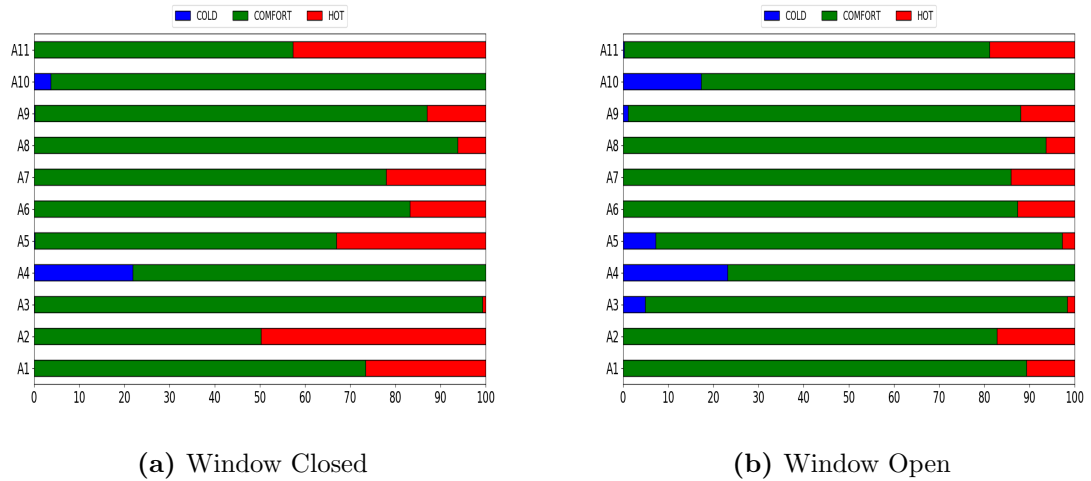 COLD COMFORT HOT
A11
A10
A9
A8
A7
A6
A5
A4
A3
A2
A1
0 10 20 30 40 50 60 70 80 90 100
(a) Window Closed
COLD COMFORT HOT
A11
A10
A9
A8
A7
A6
A5
A4
A3
A2
A1
0 10 20 30 40 50 60 70 80 90 100
(b) Window Open